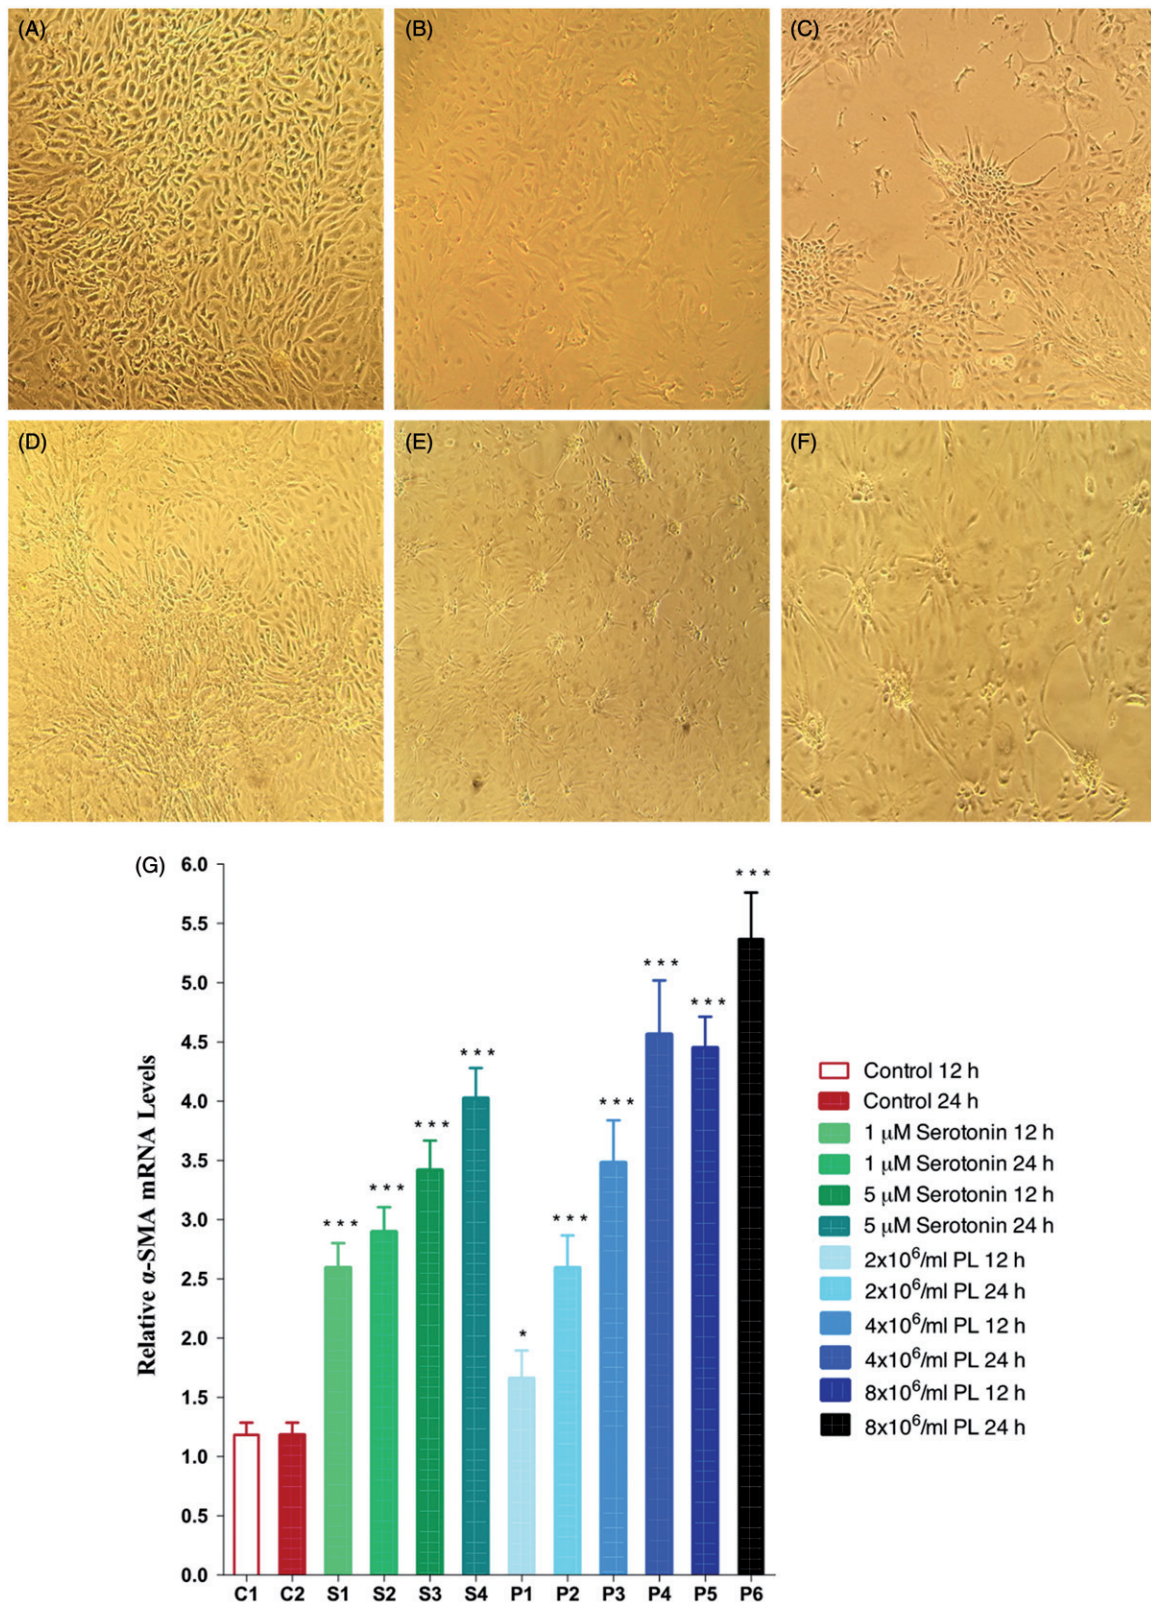 (A)
(B)
(C)
(D)
(E)
(F)
(G)
Relative α-SMA mRNA Levels
6.0
5.5
5.0
4.5
4.0
3.5
3.0
2.5
2.0
1.5
1.0
0.5
0.0
***
***
***
***
*
***
***
***
***
***
C1 C2 S1 S2 S3 S4 P1 P2 P3 P4 P5 P6
Control 12 h
Control 24 h
1 μM Serotonin 12 h
1 μM Serotonin 24 h
5 μM Serotonin 12 h
5 μM Serotonin 24 h
2x10⁶/ml PL 12 h
2x10⁶/ml PL 24 h
4x10⁶/ml PL 12 h
4x10⁶/ml PL 24 h
8x10⁶/ml PL 12 h
8x10⁶/ml PL 24 h